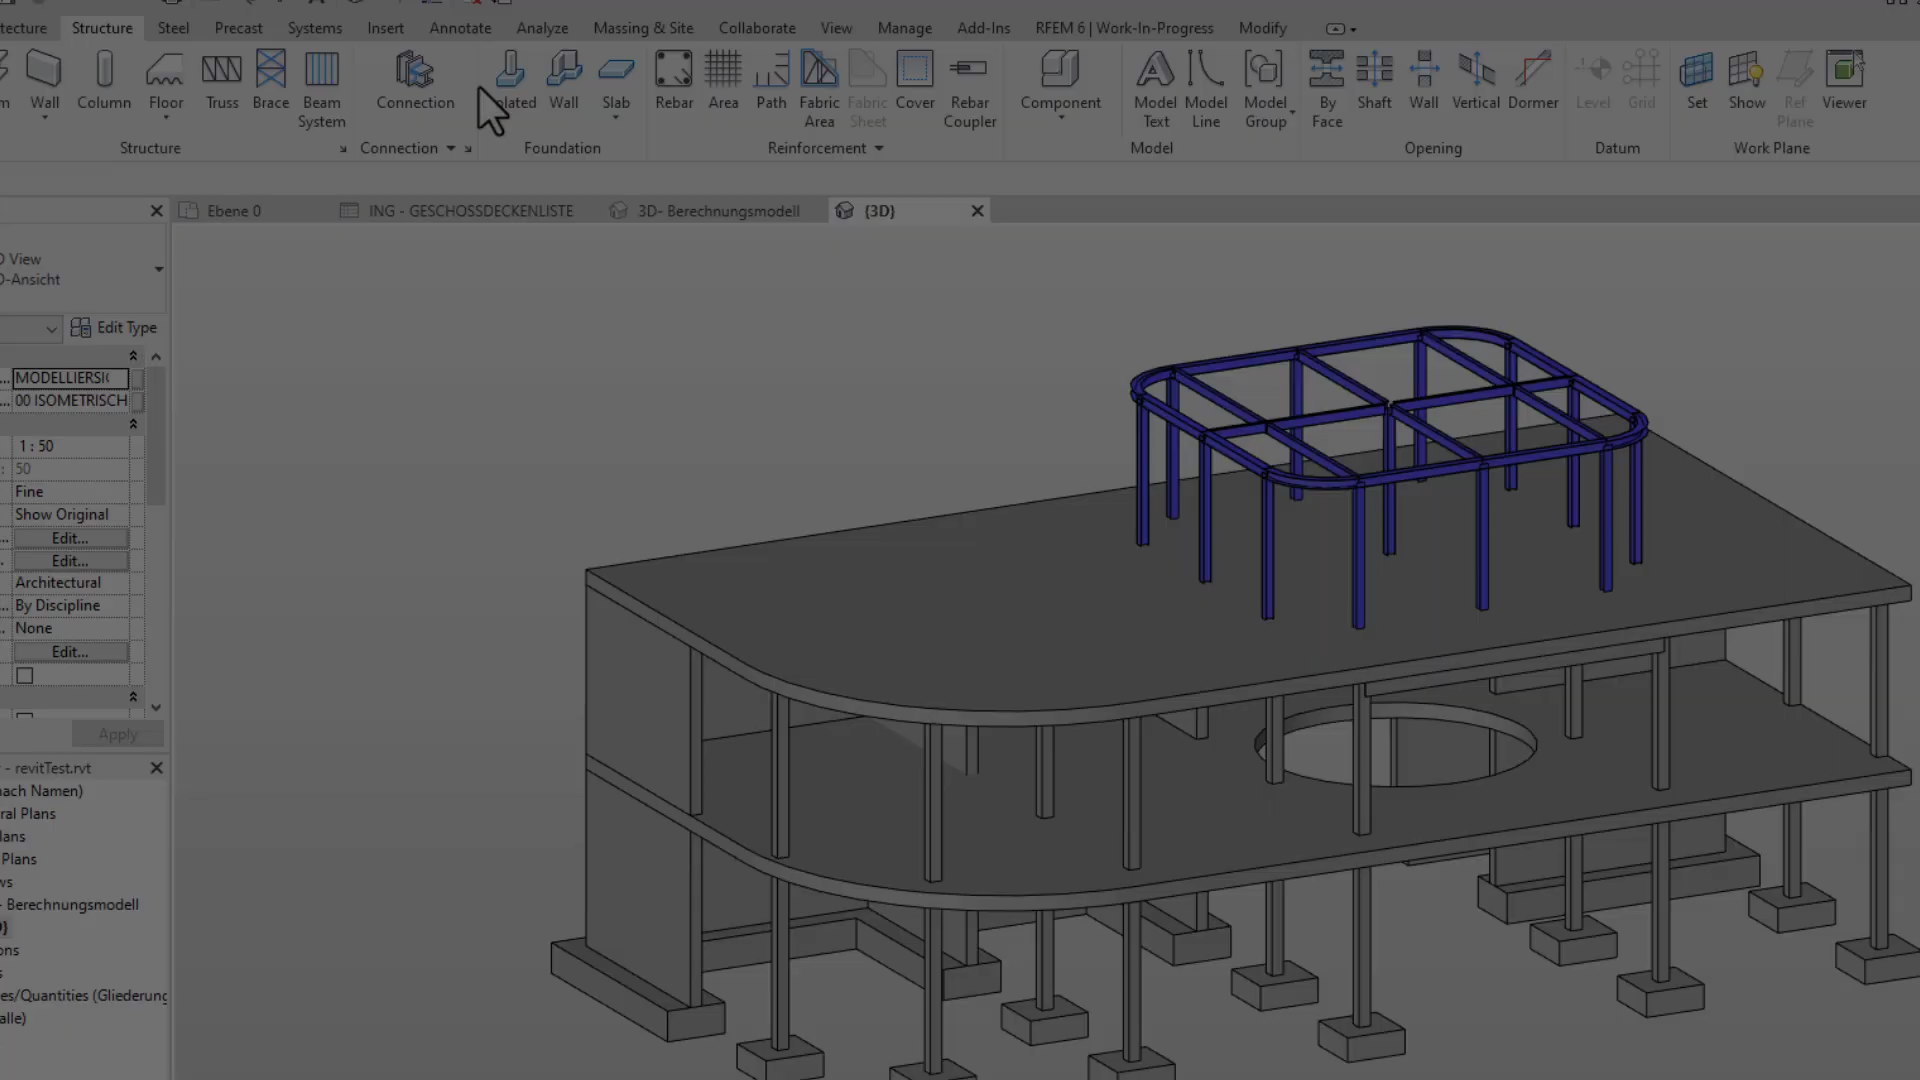 tecture Structure Steel Precast Systems Insert Annotate Analyze Massing & Site Collaborate View Manage Add-Ins RFEM 6 | Work-In-Progress Modify
m Wall Column Floor Truss Brace Beam System Connection lated Wall Slab Rebar Area Path Fabric Area Fabric Sheet Cover Rebar Coupler Component Model Text Model Line Model Group By Face Shaft Wall Vertical Dormer Level Grid Set Show Ref Plane Viewer
Structure Connection Foundation Reinforcement Model Opening Datum Work Plane
Ebene 0 ING - GESCHOSSDECKENLISTE 3D- Berechnungsmodell {3D}
D View
D-Ansicht
Edit Type
... MODELLIERSI
... 00 ISOMETRISCH
1 : 50
: 50
Fine
Show Original
... Edit...
. Edit...
Architectural
... By Discipline
.. None
Edit...
Apply
- revitTest.rvt
nach Namen)
ral Plans
lans
Plans
ws
- Berechnungsmodell
)}
ons
s
es/Quantities (Gliederung
alle)